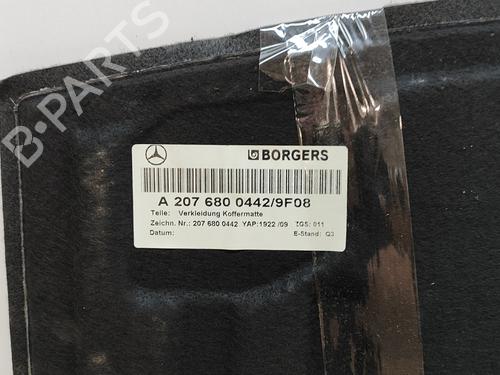 B-PARTS
BORGERS
A 207 680 0442/9F08
Teile: Verkleidung Koffermatte
Zeichn. Nr.: 207 680 0442 YAP:1922 /09 ZGS: 011
Datum: E-Stand: Q3